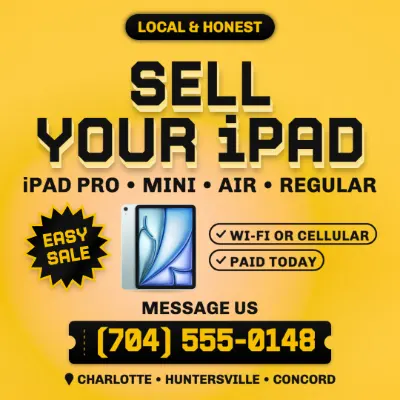 LOCAL & HONEST
SELL
YOUR iPAD
iPAD PRO • MINI • AIR • REGULAR
EASY
SALE
WI-FI OR CELLULAR
PAID TODAY
MESSAGE US
(704) 555-0148
CHARLOTTE • HUNTERSVILLE • CONCORD